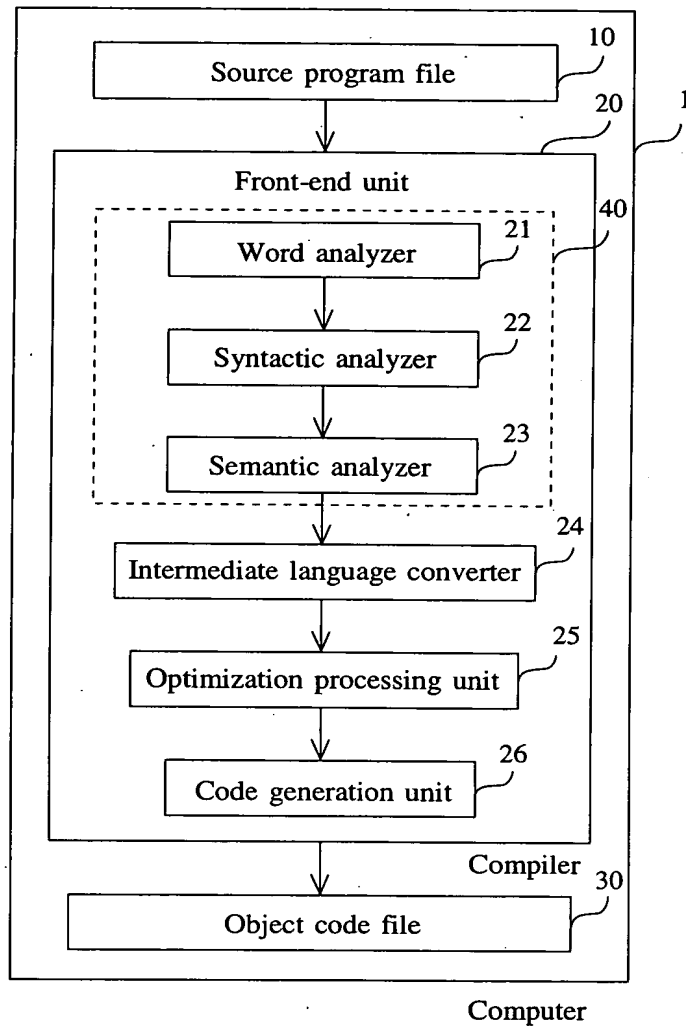 10
Source program file
1
20
Front-end unit
40
21
Word analyzer
22
Syntactic analyzer
23
Semantic analyzer
24
Intermediate language converter
25
Optimization processing unit
26
Code generation unit
Compiler
30
Object code file
Computer